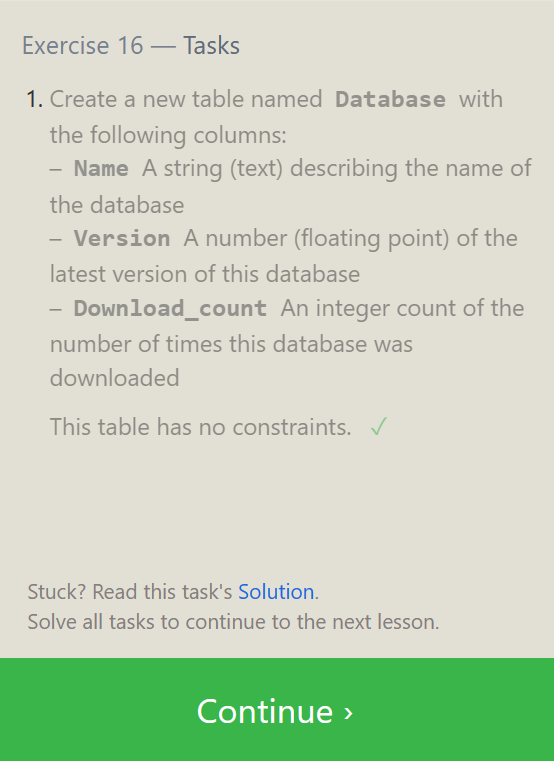 Exercise 16 — Tasks
1. Create a new table named Database with
the following columns:
– Name A string (text) describing the name of
the database
– Version A number (floating point) of the
latest version of this database
– Download_count An integer count of the
number of times this database was
downloaded
This table has no constraints. ✓
Stuck? Read this task's Solution.
Solve all tasks to continue to the next lesson.
Continue ›